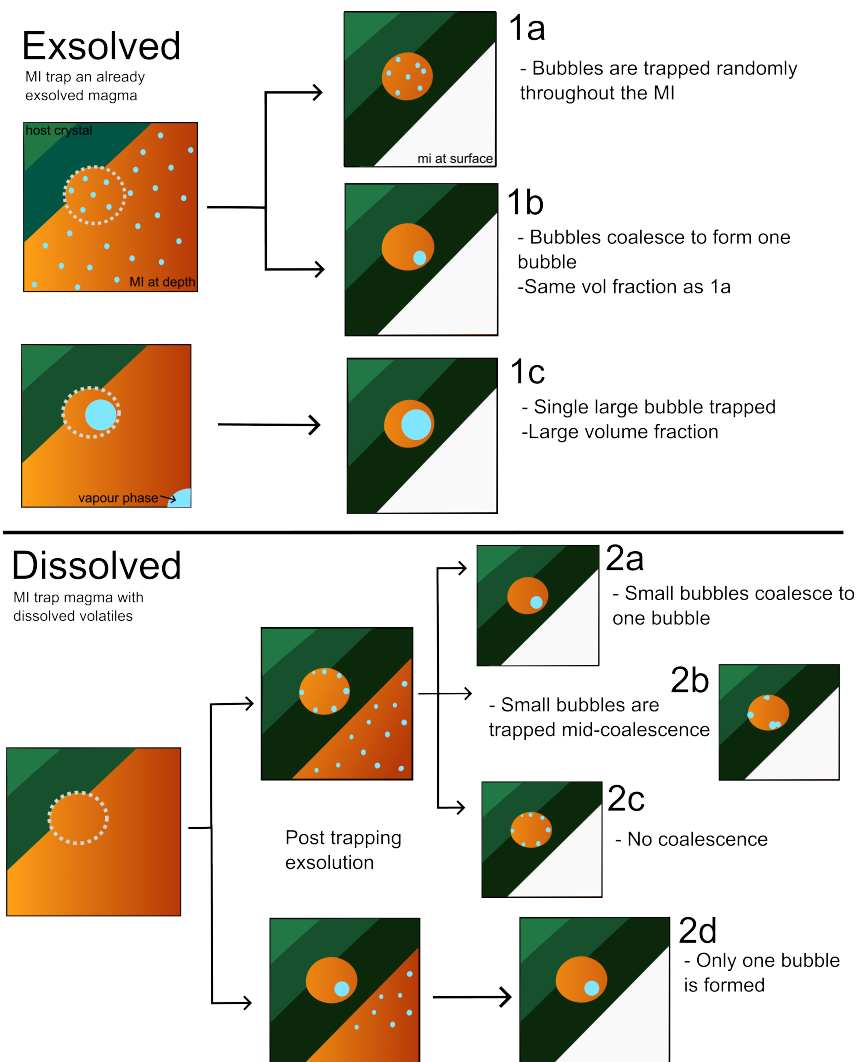 Exsolved
MI trap an already
exsolved magma
host crystal
MI at depth
mi at surface
1a
- Bubbles are trapped randomly
throughout the MI
1b
- Bubbles coalesce to form one
bubble
-Same vol fraction as 1a
vapour phase
1c
- Single large bubble trapped
-Large volume fraction
Dissolved
MI trap magma with
dissolved volatiles
Post trapping
exsolution
2a
- Small bubbles coalesce to
one bubble
2b
- Small bubbles are
trapped mid-coalescence
2c
- No coalescence
2d
- Only one bubble
is formed